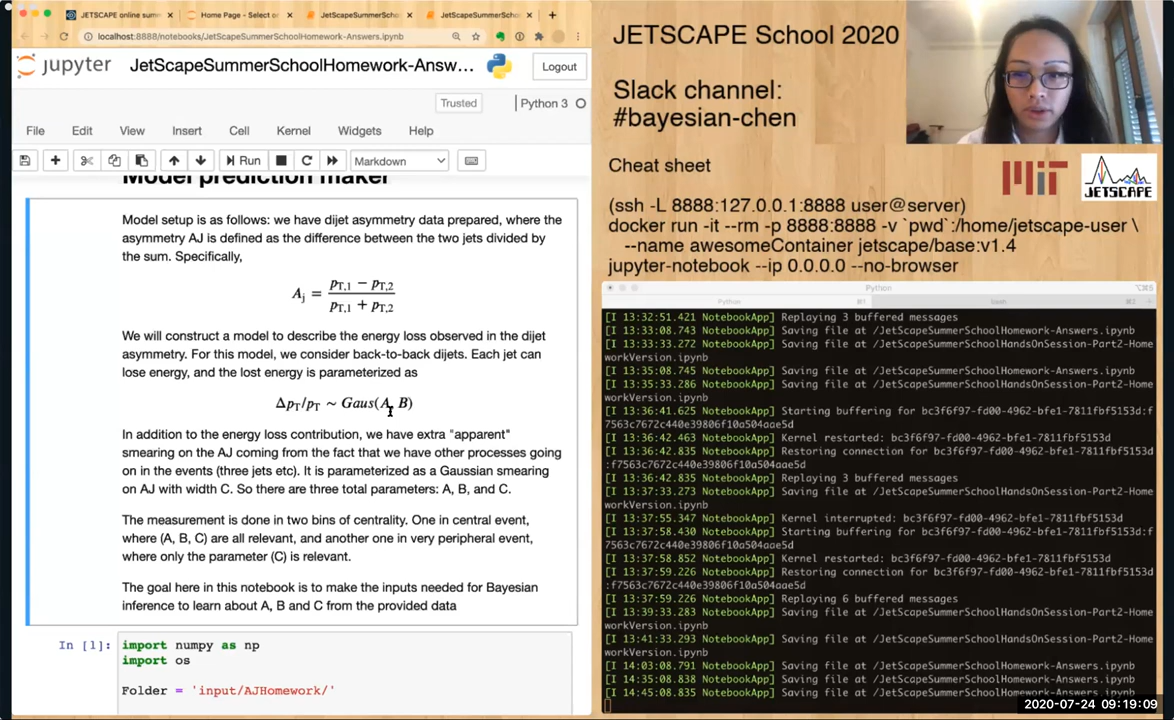 JETSCAPE online sum
Home Page - Select or
JetScapeSummerSchool
JetScapeSummerSchool
localhost:8888/notebooks/JetScapeSummerSchoolHomework-Answers.ipynb
jupyter
JetScapeSummerSchoolHomework-Answ...
Logout
Trusted
Python 3
File Edit View Insert Cell Kernel Widgets Help
Run
Markdown
Model prediction maker
Model setup is as follows: we have dijet asymmetry data prepared, where the
asymmetry AJ is defined as the difference between the two jets divided by
the sum. Specifically,
Aj = (pT,1 − pT,2) / (pT,1 + pT,2)
We will construct a model to describe the energy loss observed in the dijet
asymmetry. For this model, we consider back-to-back dijets. Each jet can
lose energy, and the lost energy is parameterized as
ΔpT/pT ~ Gaus(A, B)
In addition to the energy loss contribution, we have extra "apparent"
smearing on the AJ coming from the fact that we have other processes going
on in the events (three jets etc). It is parameterized as a Gaussian smearing
on AJ with width C. So there are three total parameters: A, B, and C.
The measurement is done in two bins of centrality. One in central event,
where (A, B, C) are all relevant, and another one in very peripheral event,
where only the parameter (C) is relevant.
The goal here in this notebook is to make the inputs needed for Bayesian
inference to learn about A, B and C from the provided data
In [1]: import numpy as np
import os
Folder = 'input/AJHomework/'
JETSCAPE School 2020
Slack channel:
#bayesian-chen
Cheat sheet
MIT
JETSCAPE
(ssh -L 8888:127.0.0.1:8888 user@server)
docker run -it --rm -p 8888:8888 -v `pwd`:/home/jetscape-user \
--name awesomeContainer jetscape/base:v1.4
jupyter-notebook --ip 0.0.0.0 --no-browser
Python
Python
bash
[I 13:32:51.421 NotebookApp] Replaying 3 buffered messages
[I 13:33:08.743 NotebookApp] Saving file at /JetScapeSummerSchoolHomework-Answers.ipynb
[I 13:33:33.272 NotebookApp] Saving file at /JetScapeSummerSchoolHandsOnSession-Part2-Home
workVersion.ipynb
[I 13:35:08.745 NotebookApp] Saving file at /JetScapeSummerSchoolHomework-Answers.ipynb
[I 13:35:33.286 NotebookApp] Saving file at /JetScapeSummerSchoolHandsOnSession-Part2-Home
workVersion.ipynb
[I 13:36:41.625 NotebookApp] Starting buffering for bc3f6f97-fd00-4962-bfe1-7811fbf5153d:f
7563c7672c440e39806f10a504aae5d
[I 13:36:42.463 NotebookApp] Kernel restarted: bc3f6f97-fd00-4962-bfe1-7811fbf5153d
[I 13:36:42.835 NotebookApp] Restoring connection for bc3f6f97-fd00-4962-bfe1-7811fbf5153d
:f7563c7672c440e39806f10a504aae5d
[I 13:36:42.835 NotebookApp] Replaying 3 buffered messages
[I 13:37:33.273 NotebookApp] Saving file at /JetScapeSummerSchoolHandsOnSession-Part2-Home
workVersion.ipynb
[I 13:37:55.347 NotebookApp] Kernel interrupted: bc3f6f97-fd00-4962-bfe1-7811fbf5153d
[I 13:37:58.430 NotebookApp] Starting buffering for bc3f6f97-fd00-4962-bfe1-7811fbf5153d:f
7563c7672c440e39806f10a504aae5d
[I 13:37:58.852 NotebookApp] Kernel restarted: bc3f6f97-fd00-4962-bfe1-7811fbf5153d
[I 13:37:59.226 NotebookApp] Restoring connection for bc3f6f97-fd00-4962-bfe1-7811fbf5153d
:f7563c7672c440e39806f10a504aae5d
[I 13:37:59.226 NotebookApp] Replaying 6 buffered messages
[I 13:39:33.283 NotebookApp] Saving file at /JetScapeSummerSchoolHandsOnSession-Part2-Home
workVersion.ipynb
[I 13:41:33.293 NotebookApp] Saving file at /JetScapeSummerSchoolHandsOnSession-Part2-Home
workVersion.ipynb
[I 14:03:08.791 NotebookApp] Saving file at /JetScapeSummerSchoolHomework-Answers.ipynb
[I 14:35:08.838 NotebookApp] Saving file at /JetScapeSummerSchoolHomework-Answers.ipynb
[I 14:45:08.835 NotebookApp] Saving file at /JetScapeSummerSchoolHomework-Answers.ipynb
2020-07-24 09:19:09